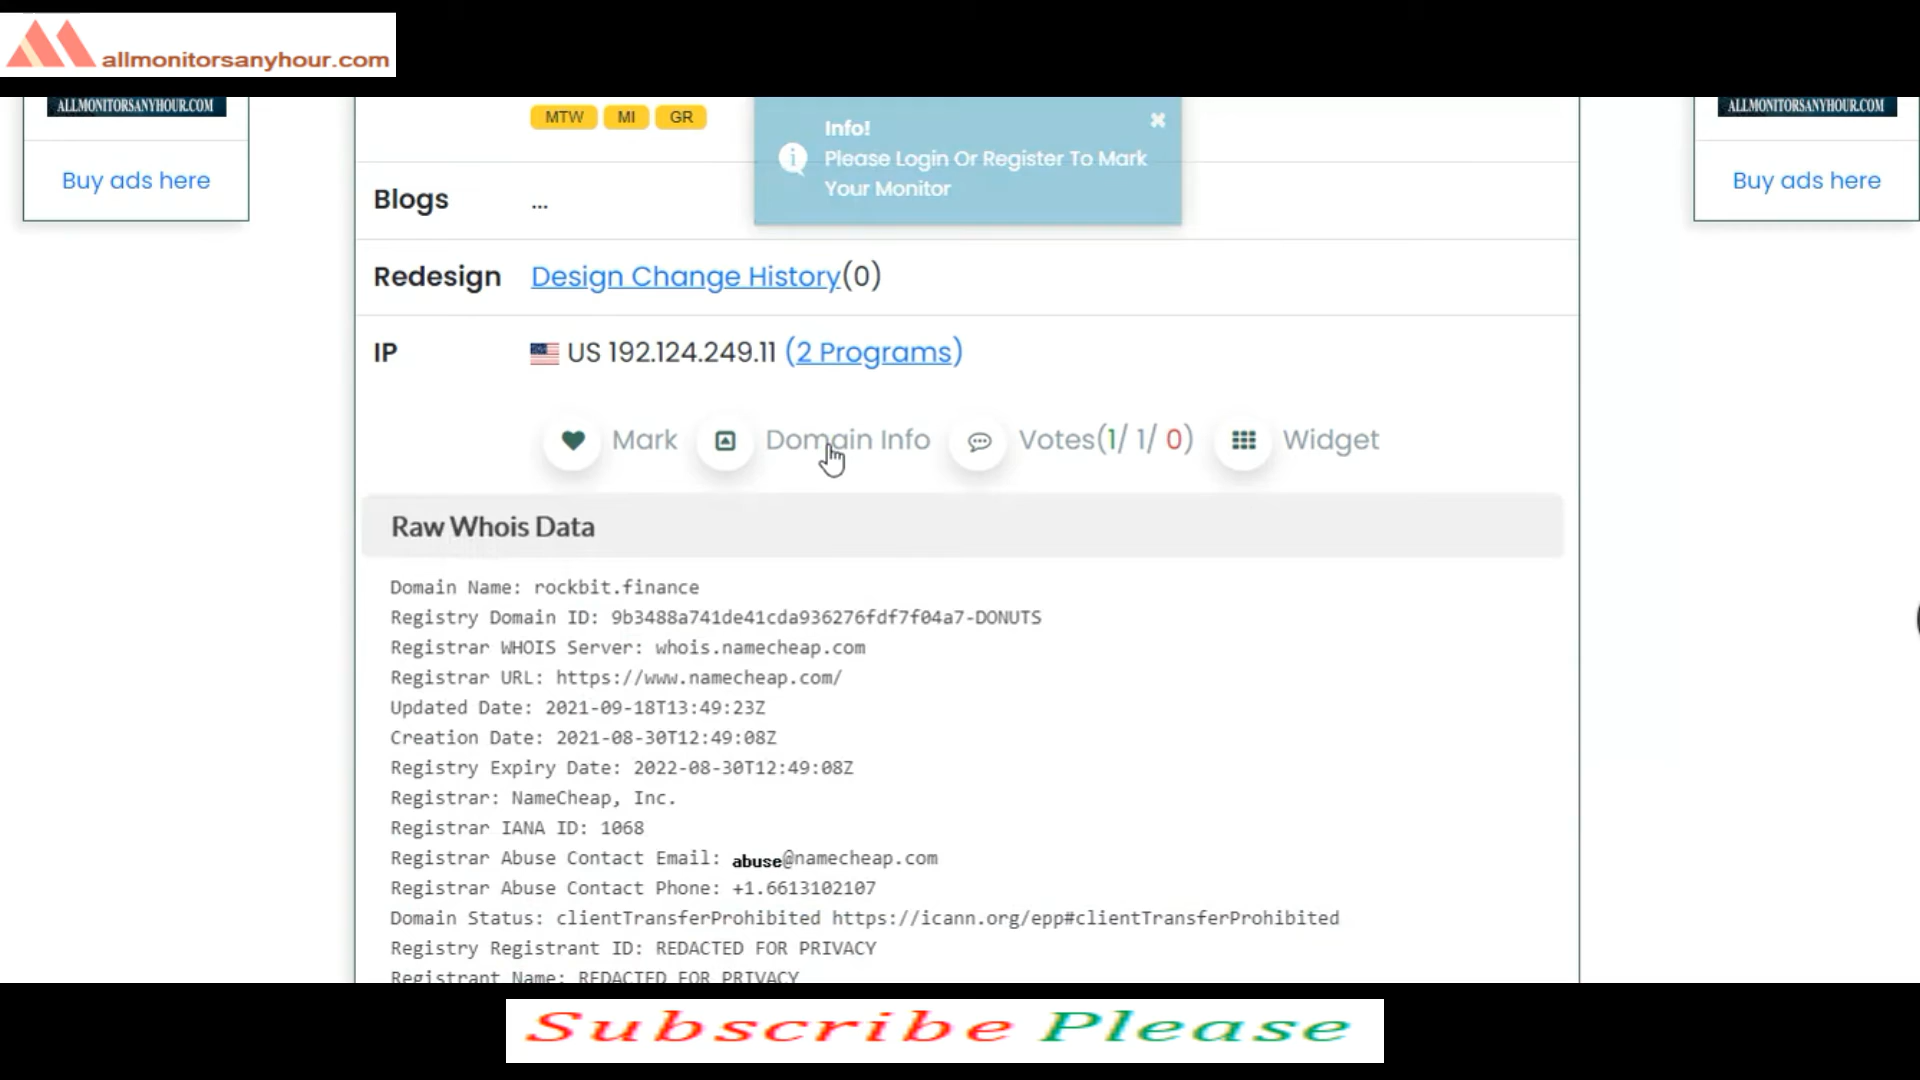 allmonitorsanyhour.com
ALLMONITORSANYHOUR.COM
Buy ads here
MTW MI GR
Info!
Please Login Or Register To Mark
Your Monitor
ALLMONITORSANYHOUR.COM
Buy ads here
Blogs ...
Redesign Design Change History(0)
IP US 192.124.249.11 (2 Programs)
Mark Domain Info Votes(1/ 1/ 0) Widget
Raw Whois Data
Domain Name: rockbit.finance
Registry Domain ID: 9b3488a741de41cda936276fdf7f04a7-DONUTS
Registrar WHOIS Server: whois.namecheap.com
Registrar URL: https://www.namecheap.com/
Updated Date: 2021-09-18T13:49:23Z
Creation Date: 2021-08-30T12:49:08Z
Registry Expiry Date: 2022-08-30T12:49:08Z
Registrar: NameCheap, Inc.
Registrar IANA ID: 1068
Registrar Abuse Contact Email: abuse@namecheap.com
Registrar Abuse Contact Phone: +1.6613102107
Domain Status: clientTransferProhibited https://icann.org/epp#clientTransferProhibited
Registry Registrant ID: REDACTED FOR PRIVACY
Registrant Name: REDACTED FOR PRIVACY
Subscribe Please